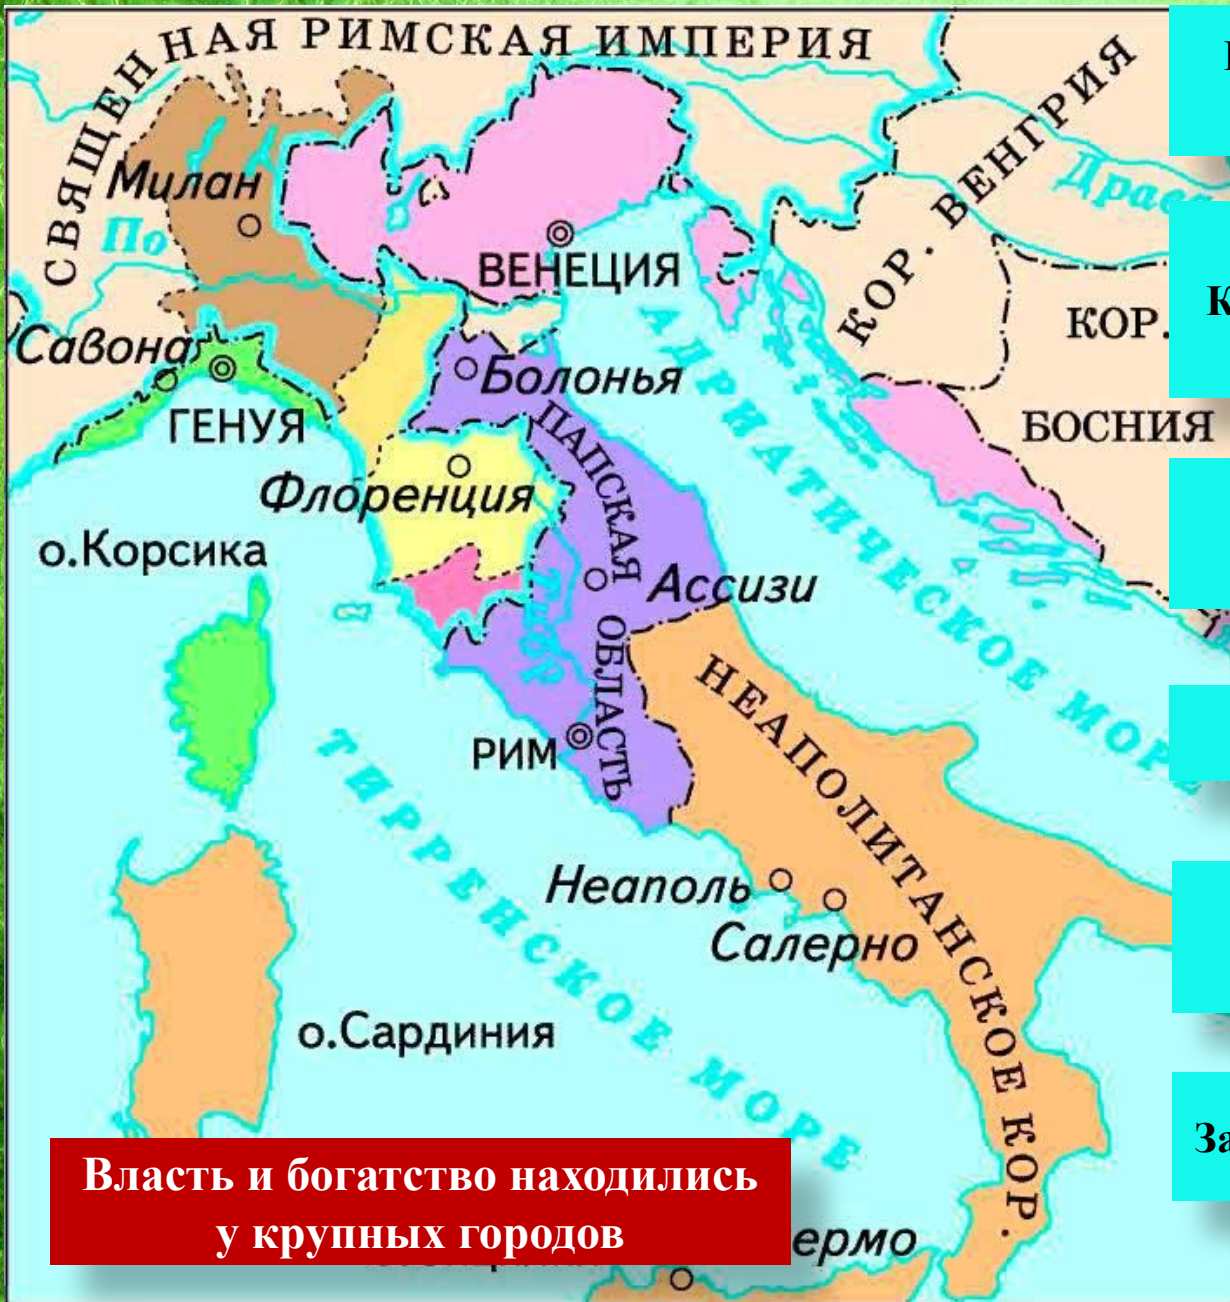 СВЯЩЕННАЯ РИМСКАЯ ИМПЕРИЯ
КОР. ВЕНГРИЯ
Драва
Милан
По
ВЕНЕЦИЯ
КОР.
БОСНИЯ
Савона
ГЕНУЯ
Болонья
АДРИАТИЧЕСКОЕ МОРЕ
ПАПСКАЯ ОБЛАСТЬ
Флоренция
о.Корсика
Ассизи
Тибр
РИМ
НЕАПОЛИТАНСКОЕ КОР.
ТИРРЕНСКОЕ МОРЕ
Неаполь
Салерно
о.Сардиния
Власть и богатство находились
у крупных городов
ермо
К
За